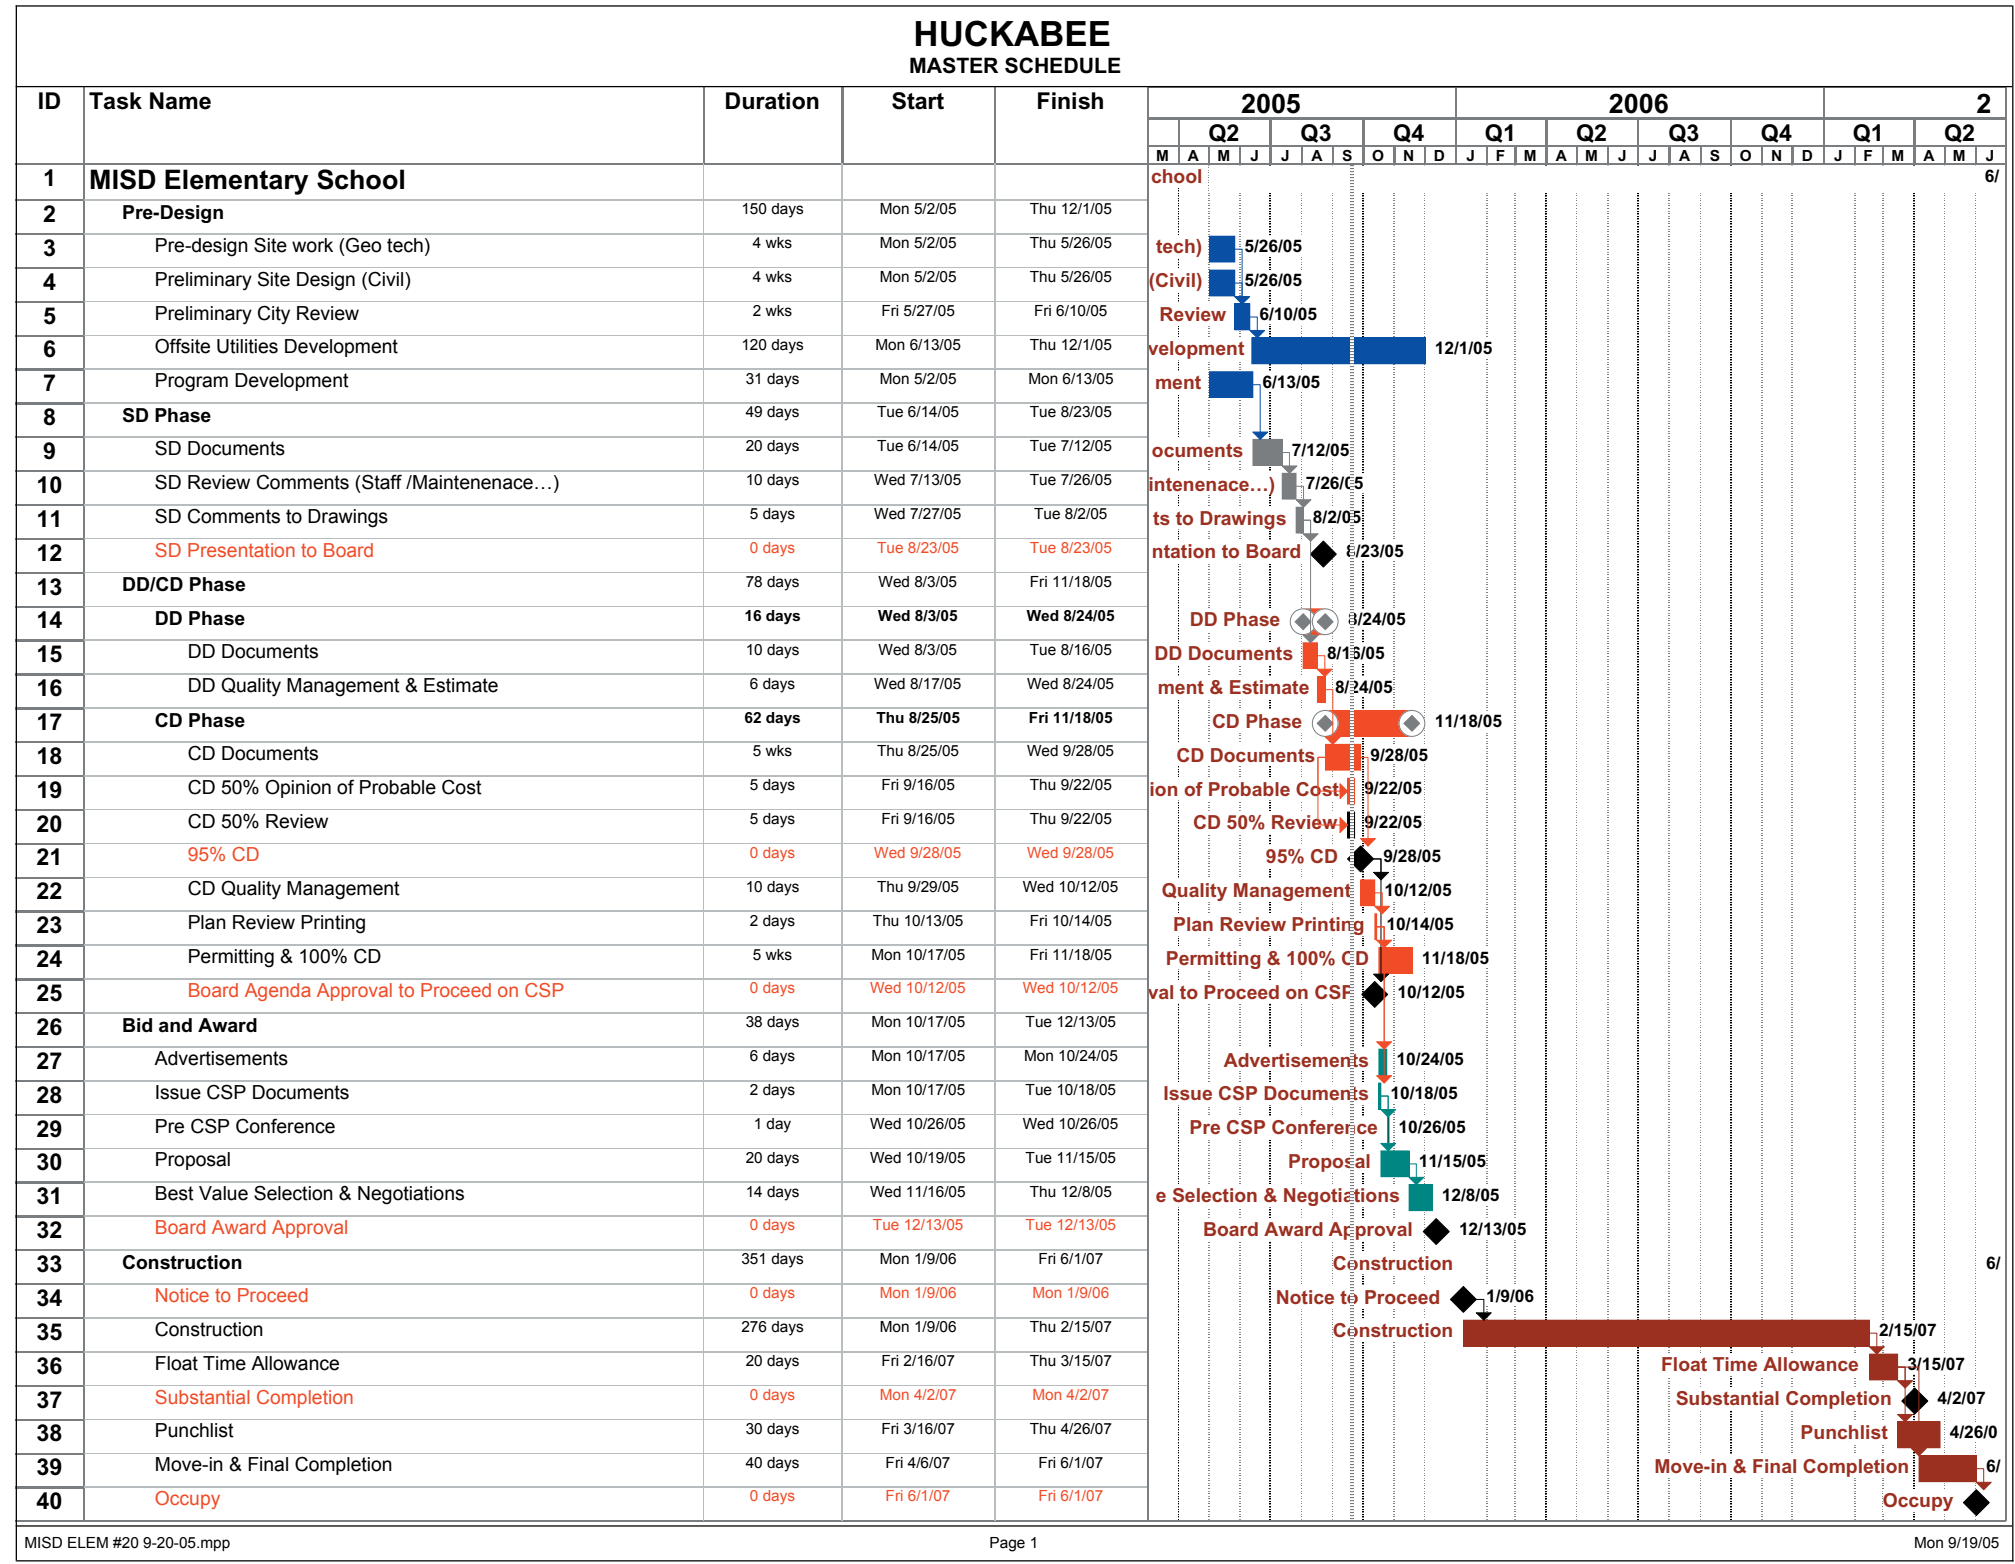 HUCKABEE
MASTER SCHEDULE
ID Task Name Duration Start Finish 2005 2006 2
Q2 Q3 Q4 Q1 Q2 Q3 Q4 Q1 Q2
M A M J J A S O N D J F M A M J J A S O N D J F M A M J
1 MISD Elementary School chool 6/
2 Pre-Design 150 days Mon 5/2/05 Thu 12/1/05
3 Pre-design Site work (Geo tech) 4 wks Mon 5/2/05 Thu 5/26/05 tech) 5/26/05
4 Preliminary Site Design (Civil) 4 wks Mon 5/2/05 Thu 5/26/05 (Civil) 5/26/05
5 Preliminary City Review 2 wks Fri 5/27/05 Fri 6/10/05 Review 6/10/05
6 Offsite Utilities Development 120 days Mon 6/13/05 Thu 12/1/05 velopment 12/1/05
7 Program Development 31 days Mon 5/2/05 Mon 6/13/05 ment 6/13/05
8 SD Phase 49 days Tue 6/14/05 Tue 8/23/05
9 SD Documents 20 days Tue 6/14/05 Tue 7/12/05 ocuments 7/12/05
10 SD Review Comments (Staff /Maintenenace…) 10 days Wed 7/13/05 Tue 7/26/05 intenenace…) 7/26/05
11 SD Comments to Drawings 5 days Wed 7/27/05 Tue 8/2/05 ts to Drawings 8/2/05
12 SD Presentation to Board 0 days Tue 8/23/05 Tue 8/23/05 ntation to Board 8/23/05
13 DD/CD Phase 78 days Wed 8/3/05 Fri 11/18/05
14 DD Phase 16 days Wed 8/3/05 Wed 8/24/05 DD Phase 8/24/05
15 DD Documents 10 days Wed 8/3/05 Tue 8/16/05 DD Documents 8/16/05
16 DD Quality Management & Estimate 6 days Wed 8/17/05 Wed 8/24/05 ment & Estimate 8/24/05
17 CD Phase 62 days Thu 8/25/05 Fri 11/18/05 CD Phase 11/18/05
18 CD Documents 5 wks Thu 8/25/05 Wed 9/28/05 CD Documents 9/28/05
19 CD 50% Opinion of Probable Cost 5 days Fri 9/16/05 Thu 9/22/05 ion of Probable Cost 9/22/05
20 CD 50% Review 5 days Fri 9/16/05 Thu 9/22/05 CD 50% Review 9/22/05
21 95% CD 0 days Wed 9/28/05 Wed 9/28/05 95% CD 9/28/05
22 CD Quality Management 10 days Thu 9/29/05 Wed 10/12/05 Quality Management 10/12/05
23 Plan Review Printing 2 days Thu 10/13/05 Fri 10/14/05 Plan Review Printing 10/14/05
24 Permitting & 100% CD 5 wks Mon 10/17/05 Fri 11/18/05 Permitting & 100% CD 11/18/05
25 Board Agenda Approval to Proceed on CSP 0 days Wed 10/12/05 Wed 10/12/05 val to Proceed on CSP 10/12/05
26 Bid and Award 38 days Mon 10/17/05 Tue 12/13/05
27 Advertisements 6 days Mon 10/17/05 Mon 10/24/05 Advertisements 10/24/05
28 Issue CSP Documents 2 days Mon 10/17/05 Tue 10/18/05 Issue CSP Documents 10/18/05
29 Pre CSP Conference 1 day Wed 10/26/05 Wed 10/26/05 Pre CSP Conference 10/26/05
30 Proposal 20 days Wed 10/19/05 Tue 11/15/05 Proposal 11/15/05
31 Best Value Selection & Negotiations 14 days Wed 11/16/05 Thu 12/8/05 e Selection & Negotiations 12/8/05
32 Board Award Approval 0 days Tue 12/13/05 Tue 12/13/05 Board Award Approval 12/13/05
33 Construction 351 days Mon 1/9/06 Fri 6/1/07 Construction 6/
34 Notice to Proceed 0 days Mon 1/9/06 Mon 1/9/06 Notice to Proceed 1/9/06
35 Construction 276 days Mon 1/9/06 Thu 2/15/07 Construction 2/15/07
36 Float Time Allowance 20 days Fri 2/16/07 Thu 3/15/07 Float Time Allowance 3/15/07
37 Substantial Completion 0 days Mon 4/2/07 Mon 4/2/07 Substantial Completion 4/2/07
38 Punchlist 30 days Fri 3/16/07 Thu 4/26/07 Punchlist 4/26/0
39 Move-in & Final Completion 40 days Fri 4/6/07 Fri 6/1/07 Move-in & Final Completion 6/
40 Occupy 0 days Fri 6/1/07 Fri 6/1/07 Occupy
MISD ELEM #20 9-20-05.mpp Page 1 Mon 9/19/05